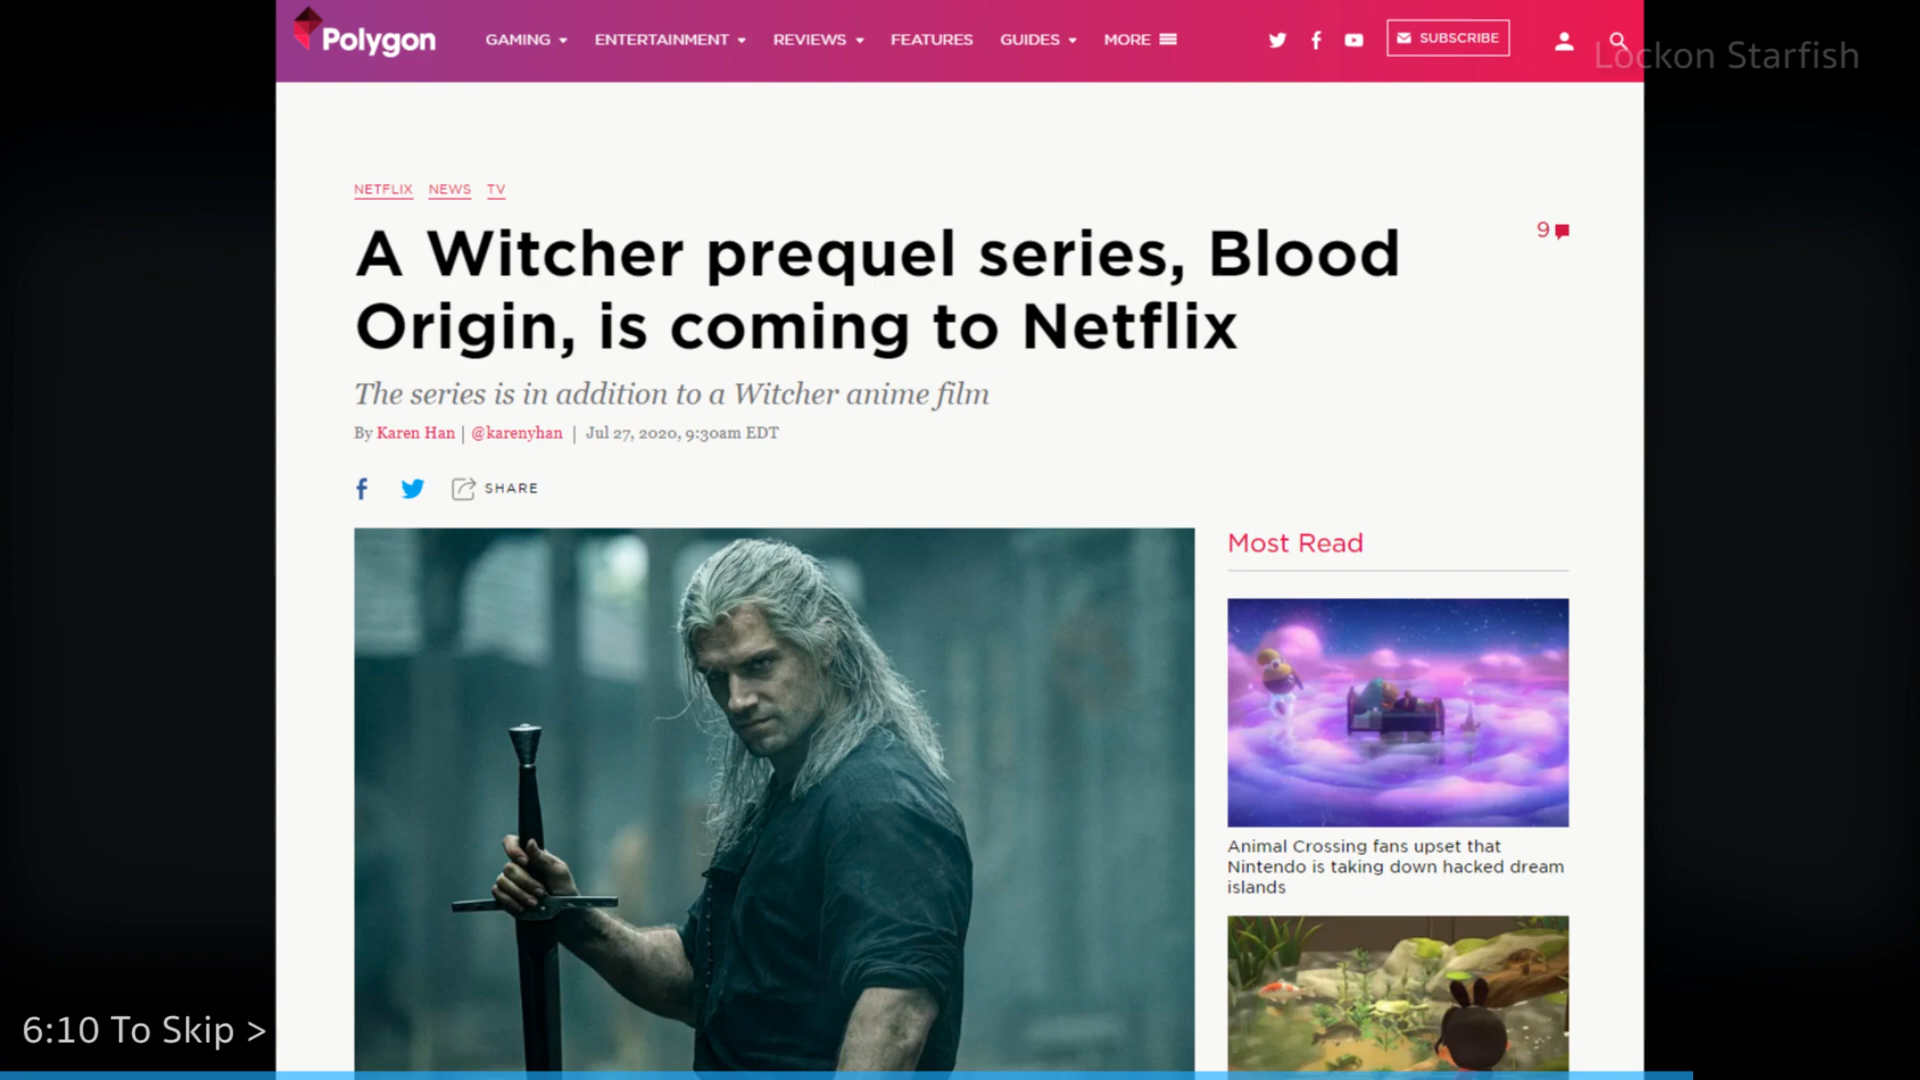 Polygon
GAMING ENTERTAINMENT REVIEWS FEATURES GUIDES MORE SUBSCRIBE
Lockon Starfish
NETFLIX NEWS TV
A Witcher prequel series, Blood
Origin, is coming to Netflix
9
The series is in addition to a Witcher anime film
By Karen Han | @karenyhan | Jul 27, 2020, 9:30am EDT
SHARE
Most Read
Animal Crossing fans upset that
Nintendo is taking down hacked dream
islands
6:10 To Skip >